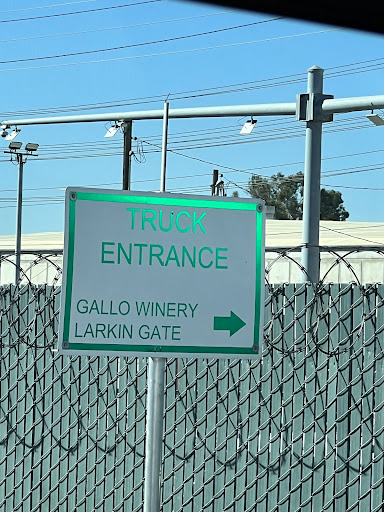 TRUCK
ENTRANCE
GALLO WINERY
LARKIN GATE